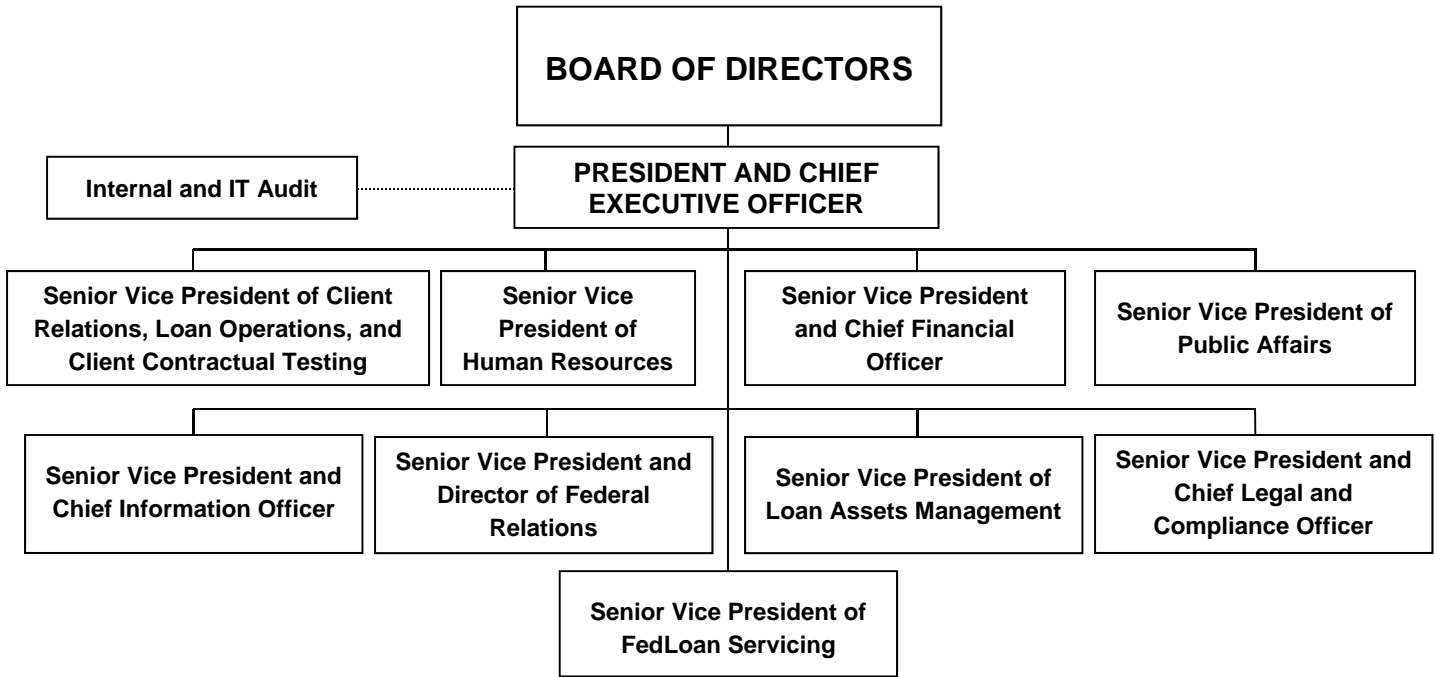 BOARD OF DIRECTORS
Internal and IT Audit
PRESIDENT AND CHIEF
EXECUTIVE OFFICER
Senior Vice President of Client
Relations, Loan Operations, and
Client Contractual Testing
Senior Vice
President of
Human Resources
Senior Vice President
and Chief Financial
Officer
Senior Vice President of
Public Affairs
Senior Vice President and
Chief Information Officer
Senior Vice President and
Director of Federal
Relations
Senior Vice President of
Loan Assets Management
Senior Vice President and
Chief Legal and
Compliance Officer
Senior Vice President of
FedLoan Servicing